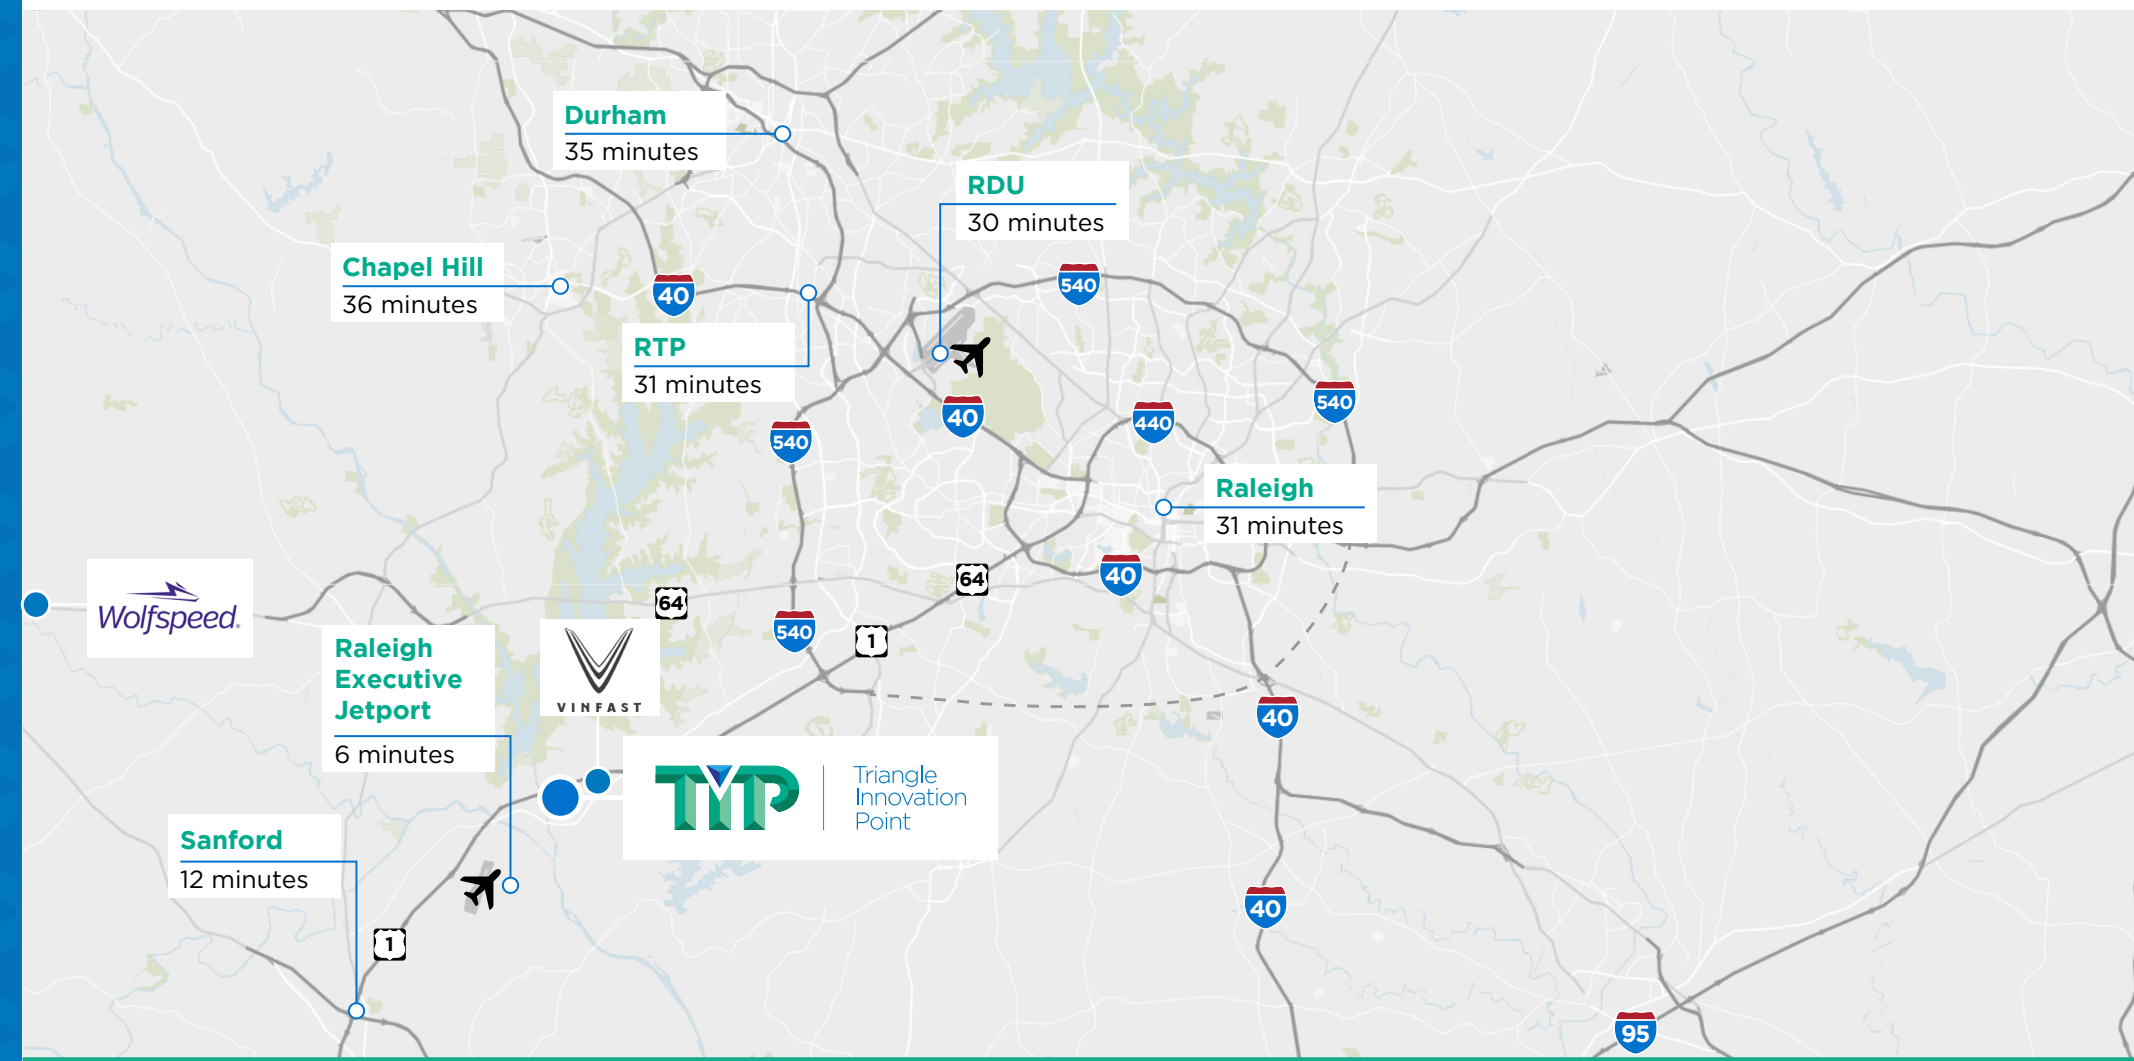 Durham
35 minutes
RDU
30 minutes
Chapel Hill
36 minutes
40
540
RTP
31 minutes
540
40
440
540
Raleigh
31 minutes
Wolfspeed.
64
64
40
540
1
Raleigh
Executive
Jetport
6 minutes
VINFAST
40
TIP
Triangle
Innovation
Point
Sanford
12 minutes
1
40
95